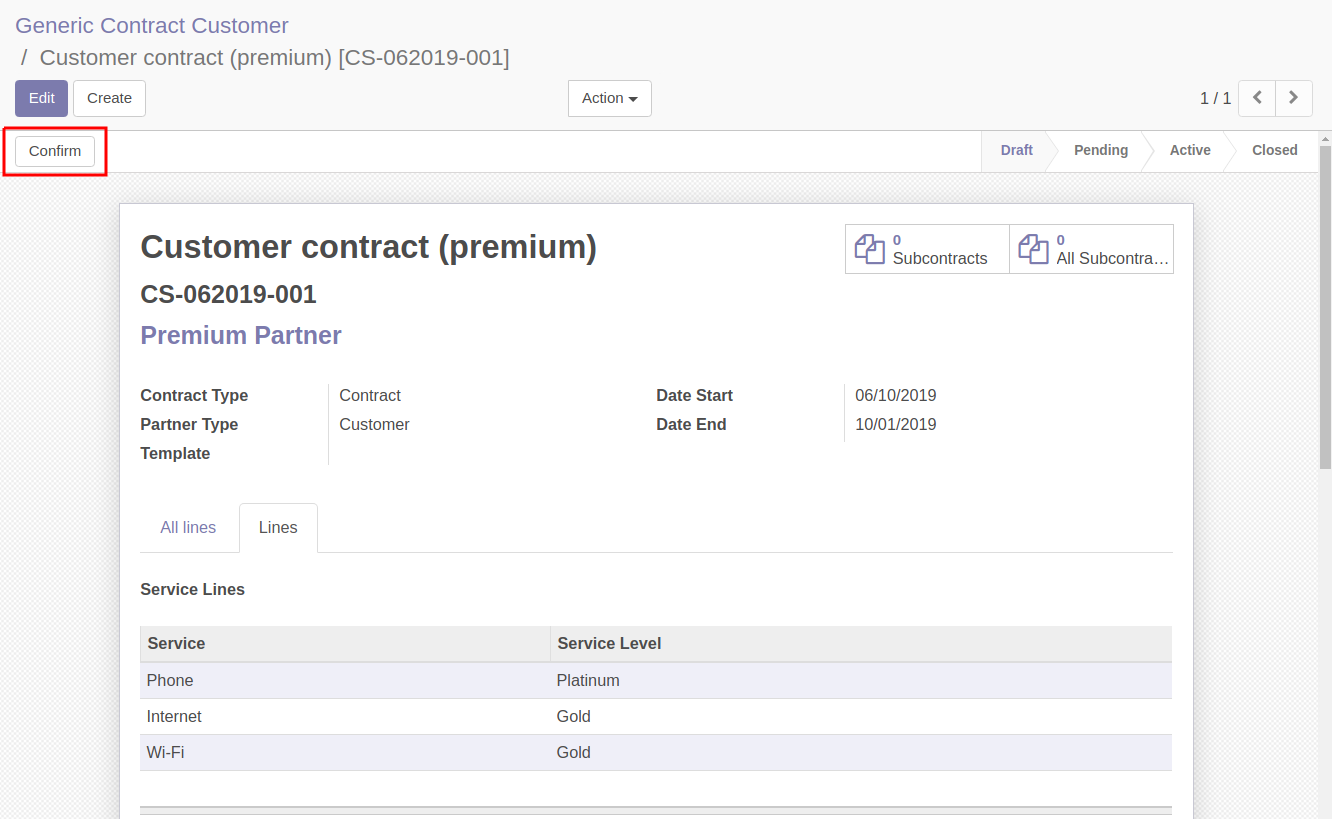 Generic Contract Customer
/ Customer contract (premium) [CS-062019-001]
Edit Create Action 1 / 1
Confirm Draft Pending Active Closed
Customer contract (premium)
0 Subcontracts
0 All Subcontra…
CS-062019-001
Premium Partner
Contract Type Contract Date Start 06/10/2019
Partner Type Customer Date End 10/01/2019
Template
All lines Lines
Service Lines
Service Service Level
Phone Platinum
Internet Gold
Wi-Fi Gold